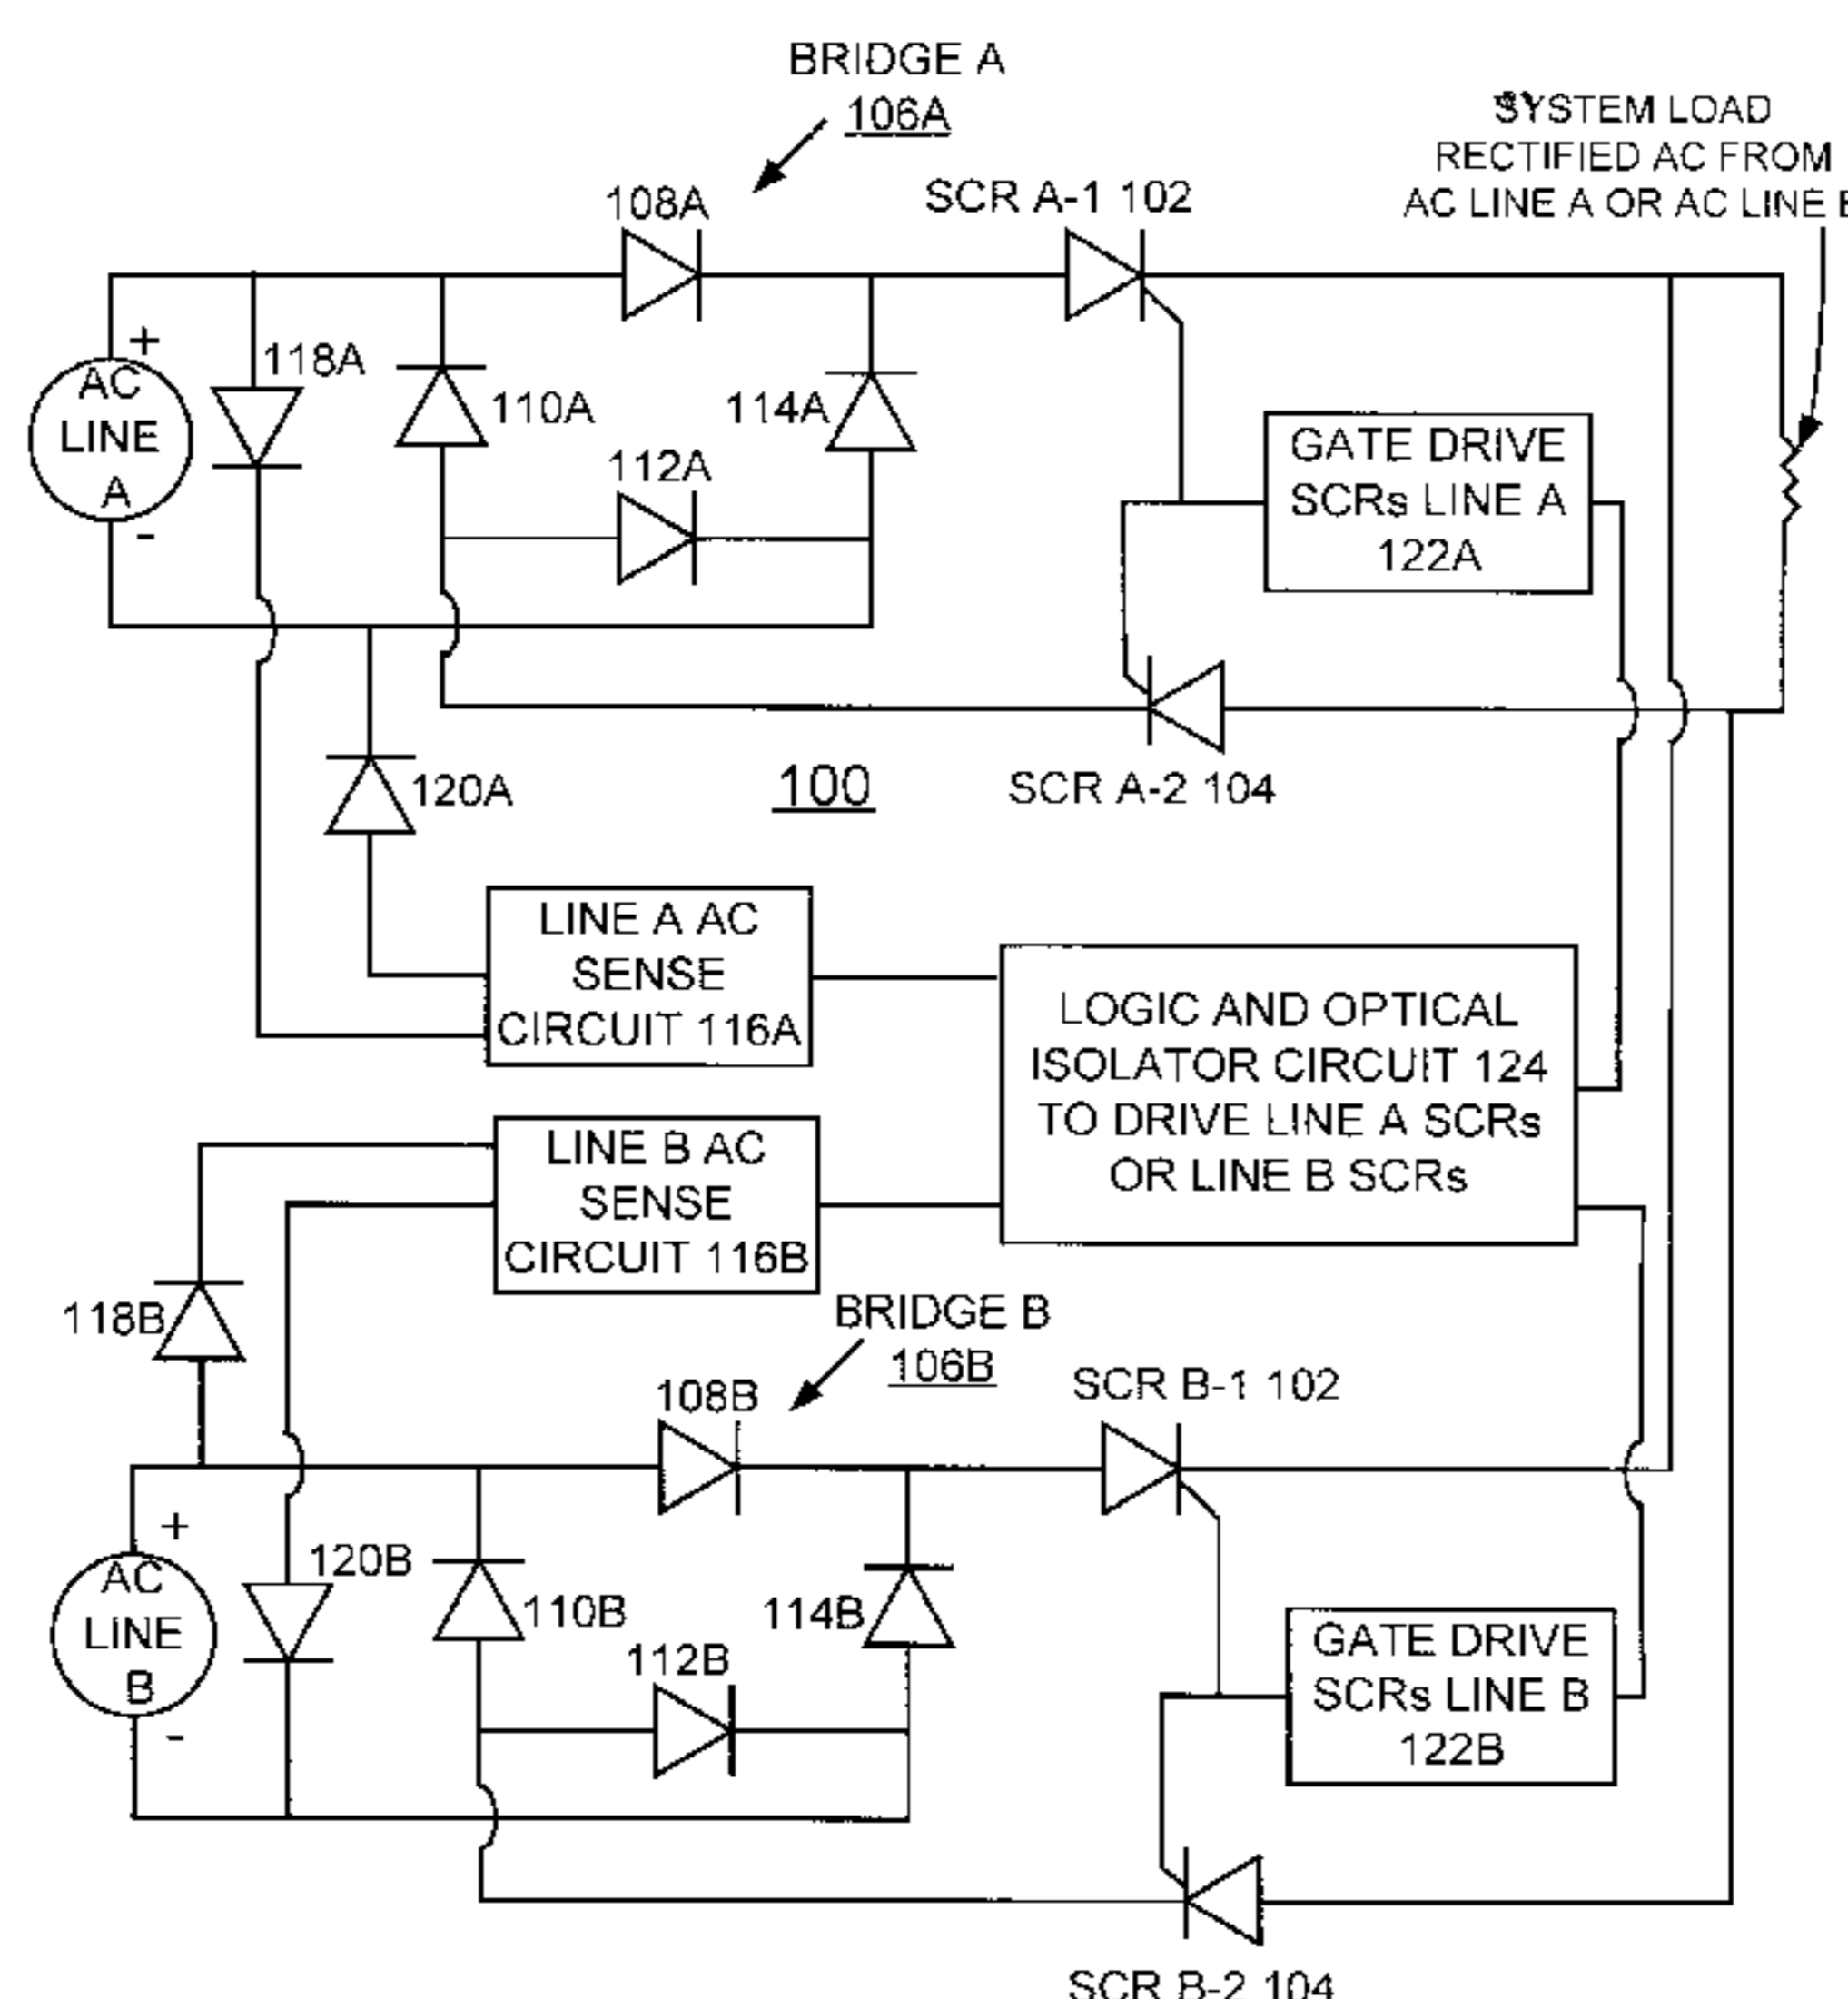 BRIDGE A
106A
SYSTEM LOAD
RECTIFIED AC FROM
AC LINE A OR AC LINE B
108A
SCR A-1 102
+
AC
LINE
A
-
118A
110A
114A
112A
GATE DRIVE
SCRs LINE A
122A
120A
100
SCR A-2 104
LINE A AC
SENSE
CIRCUIT 116A
LOGIC AND OPTICAL
ISOLATOR CIRCUIT 124
TO DRIVE LINE A SCRs
OR LINE B SCRs
LINE B AC
SENSE
CIRCUIT 116B
118B
BRIDGE B
106B
108B
SCR B-1 102
+
AC
LINE
B
-
120B
110B
114B
112B
GATE DRIVE
SCRs LINE B
122B
SCR B-2 104